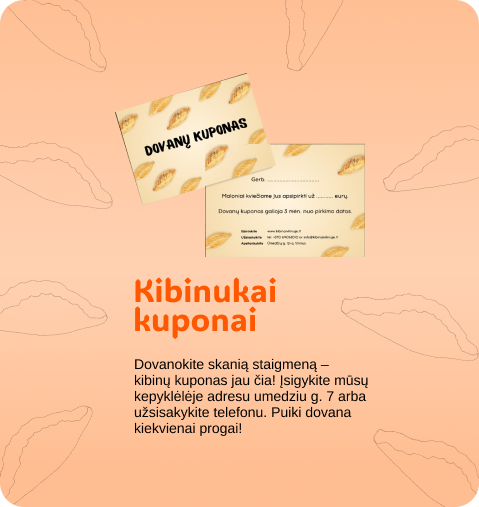 DOVANŲ KUPONAS
Gerb. ..............................
Maloniai kviečiame Jus apsipirkti už .......... eurų.
Dovanų kuponas galioja 3 mėn. nuo pirkimo datos.
Kibinukai
kuponai
Dovanokite skanią staigmeną –
kibinų kuponas jau čia! Įsigykite mūsų
kepyklėlėje adresu umedziu g. 7 arba
užsisakykite telefonu. Puiki dovana
kiekvienai progai!